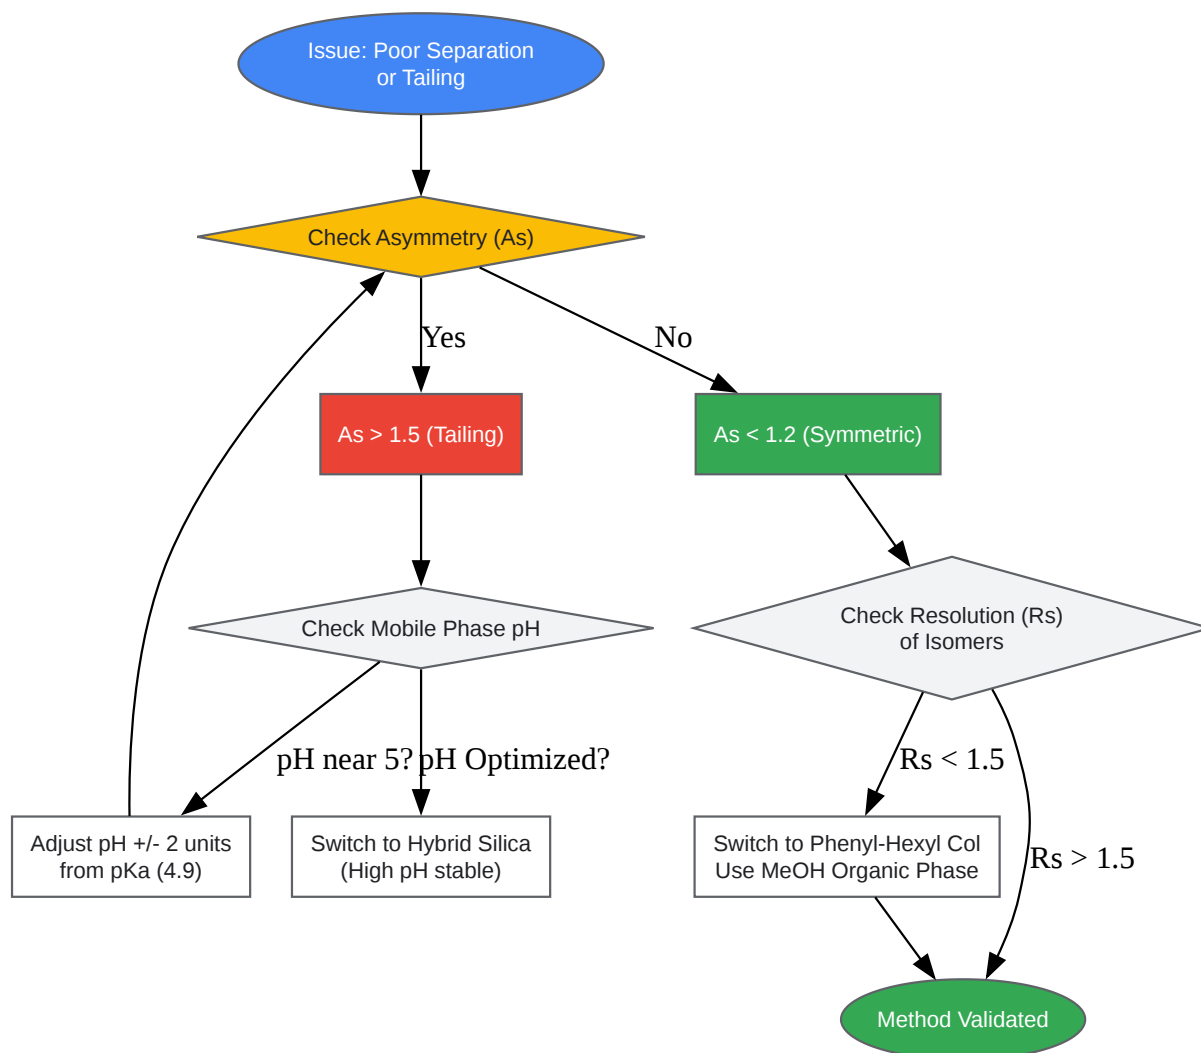 Issue: Poor Separation
or Tailing
Check Asymmetry (As)
Yes
No
As > 1.5 (Tailing)
As < 1.2 (Symmetric)
Check Mobile Phase pH
Check Resolution (Rs)
of Isomers
pH near 5?
pH Optimized?
Rs < 1.5
Adjust pH +/- 2 units
from pKa (4.9)
Switch to Hybrid Silica
(High pH stable)
Switch to Phenyl-Hexyl Col
Use MeOH Organic Phase
Rs > 1.5
Method Validated